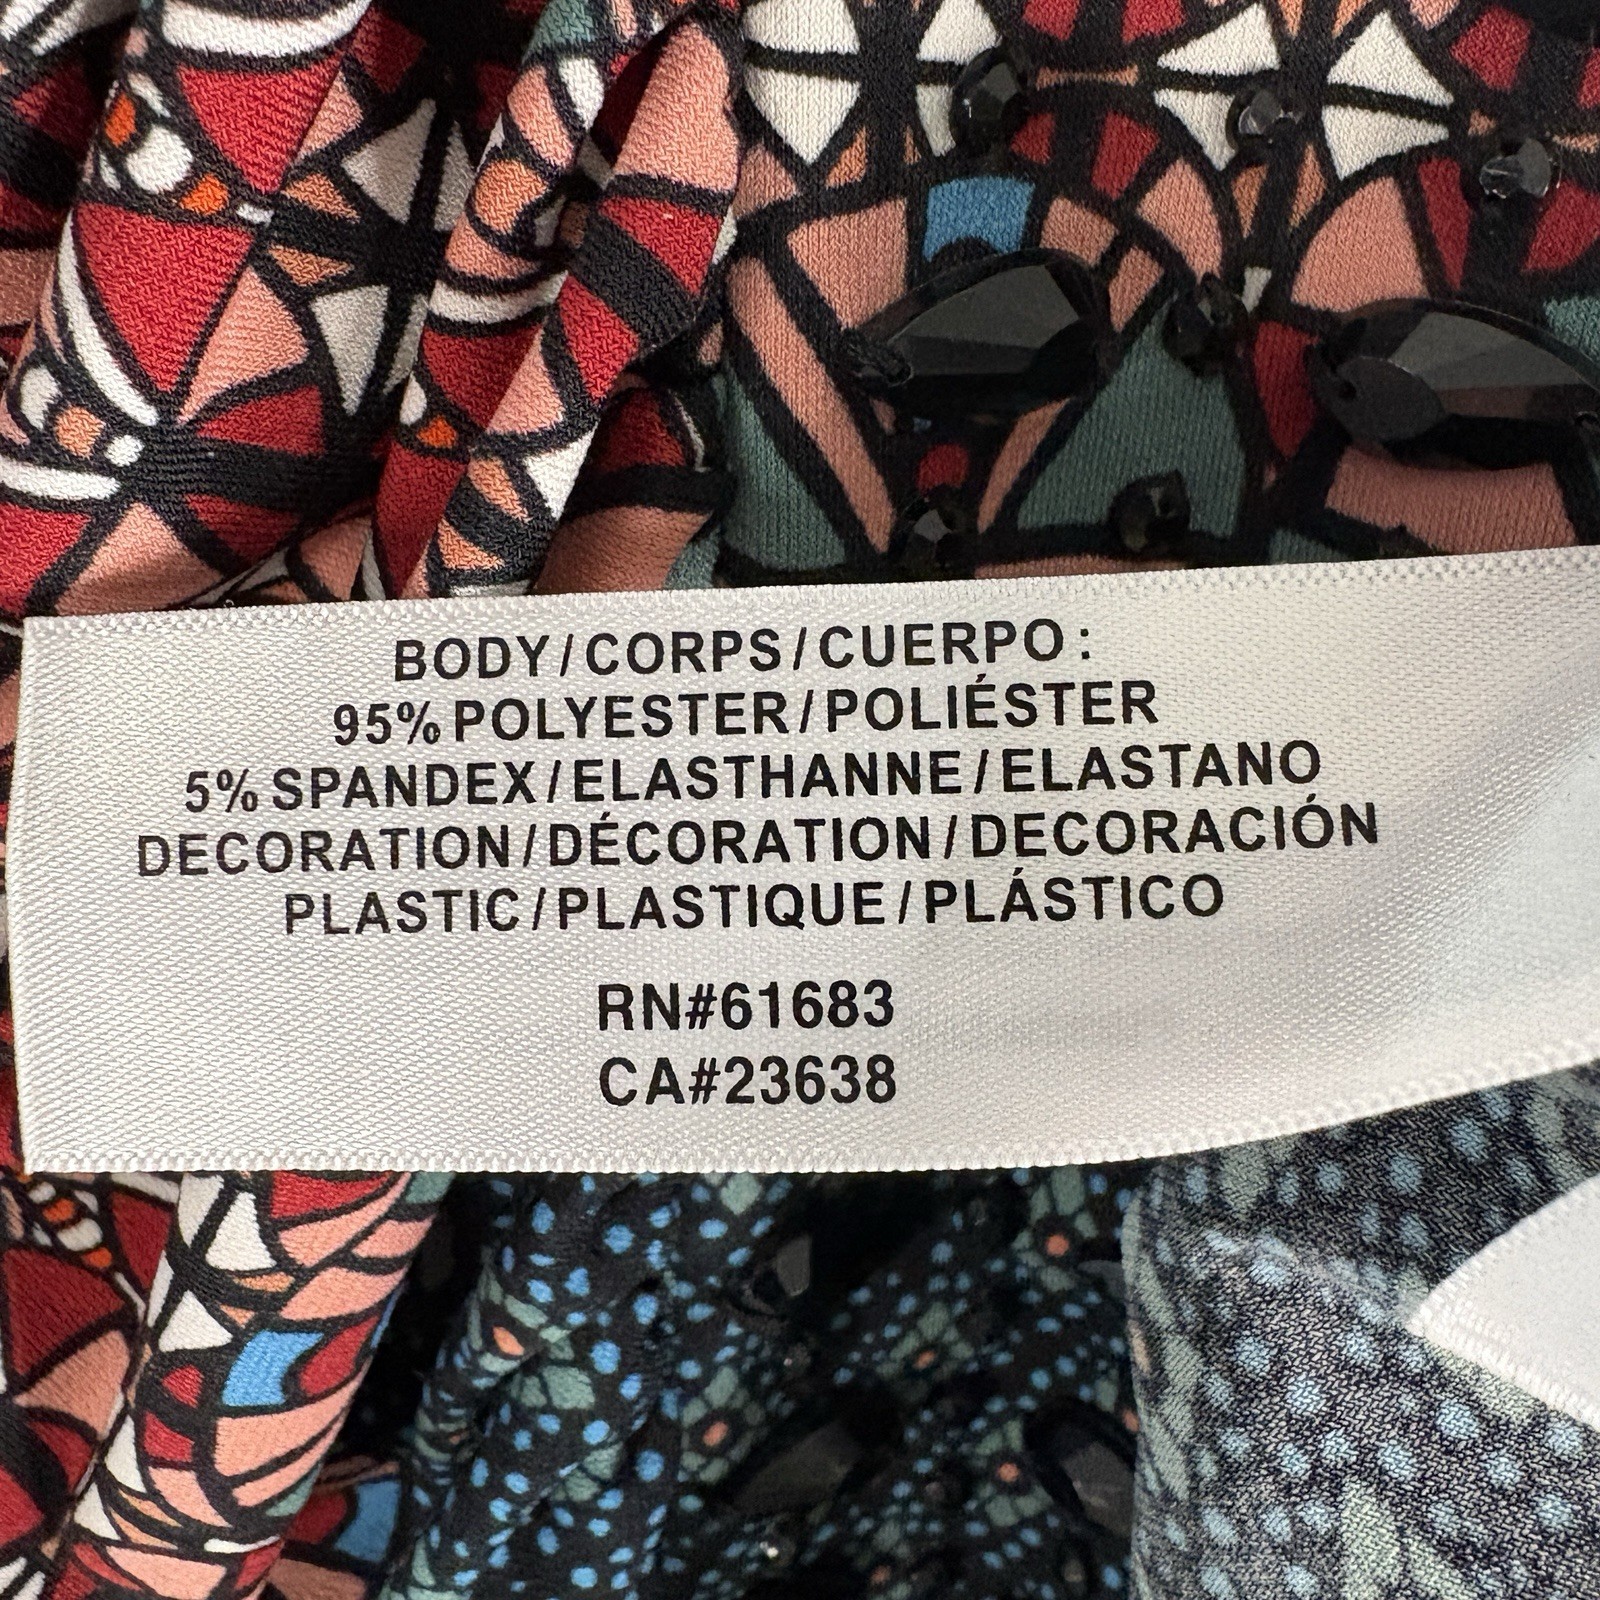 BODY/CORPS/CUERPO:
95% POLYESTER/POLIÉSTER
5% SPANDEX/ELASTHANNE/ELASTANO
DECORATION/DÉCORATION/DECORACIÓN
PLASTIC/PLASTIQUE/PLÁSTICO
RN#61683
CA#23638